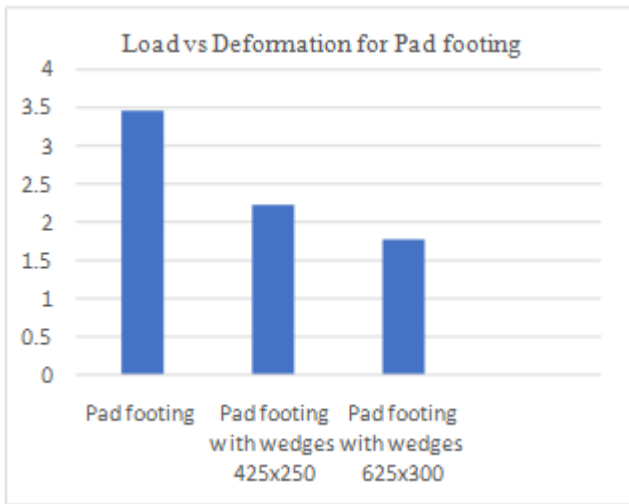 Load vs Deformation for Pad footing
4
3.5
3
2.5
2
1.5
1
0.5
0
Pad footing
Pad footing
with wedges
425x250
Pad footing
with wedges
625x300